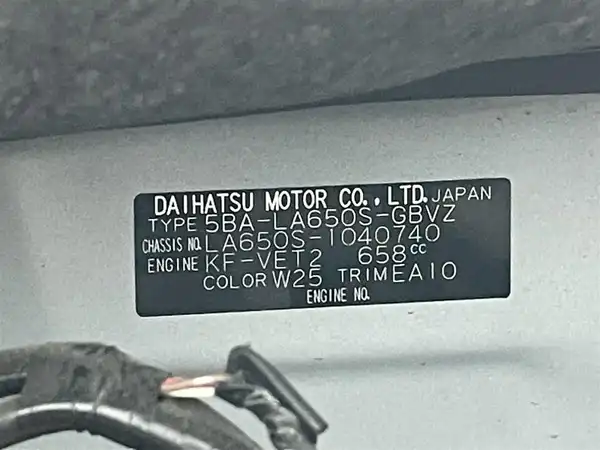 DAIHATSU MOTOR CO., LTD. JAPAN
TYPE 5BA-LA650S-GBVZ
CHASSIS NO. LA650S-1040740
ENGINE KF-VET2 658cc
COLOR W25 TRIM EA10
ENGINE NO.